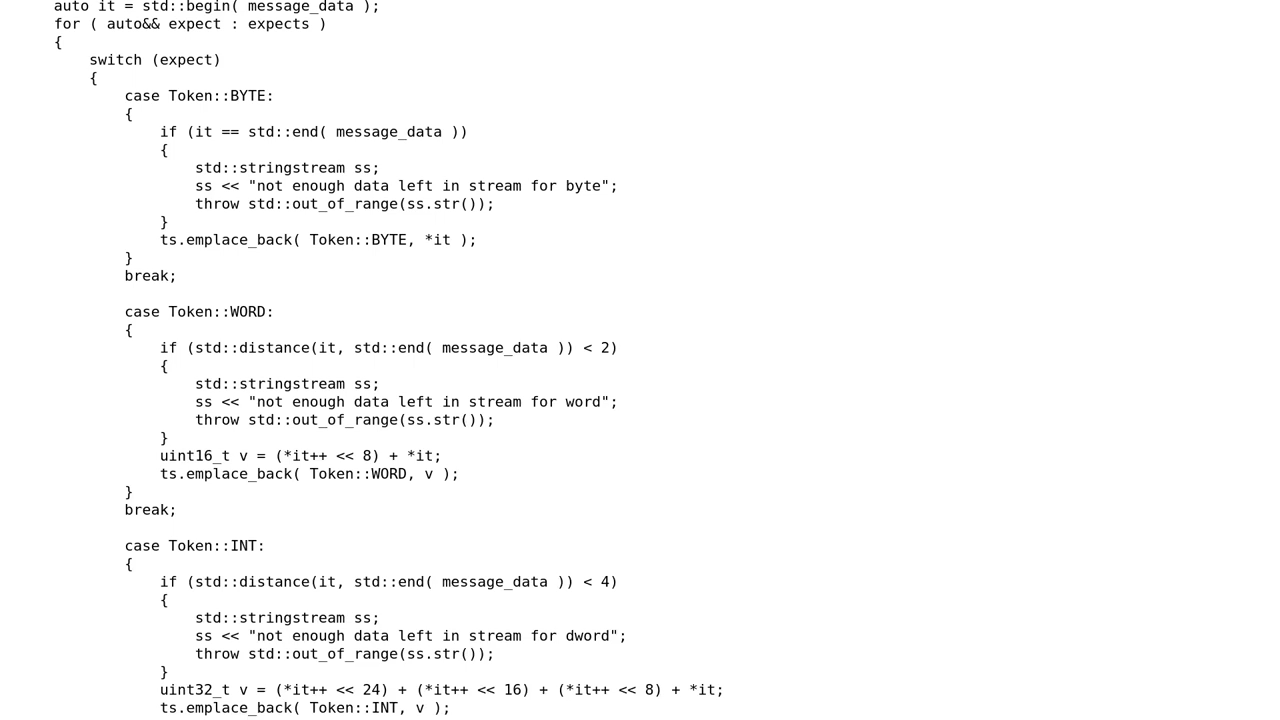 auto it = std::begin( message_data );
for ( auto&& expect : expects )
{
switch (expect)
{
case Token::BYTE:
{
if (it == std::end( message_data ))
{
std::stringstream ss;
ss << "not enough data left in stream for byte";
throw std::out_of_range(ss.str());
}
ts.emplace_back( Token::BYTE, *it );
}
break;
case Token::WORD:
{
if (std::distance(it, std::end( message_data )) < 2)
{
std::stringstream ss;
ss << "not enough data left in stream for word";
throw std::out_of_range(ss.str());
}
uint16_t v = (*it++ << 8) + *it;
ts.emplace_back( Token::WORD, v );
}
break;
case Token::INT:
{
if (std::distance(it, std::end( message_data )) < 4)
{
std::stringstream ss;
ss << "not enough data left in stream for dword";
throw std::out_of_range(ss.str());
}
uint32_t v = (*it++ << 24) + (*it++ << 16) + (*it++ << 8) + *it;
ts.emplace_back( Token::INT, v );